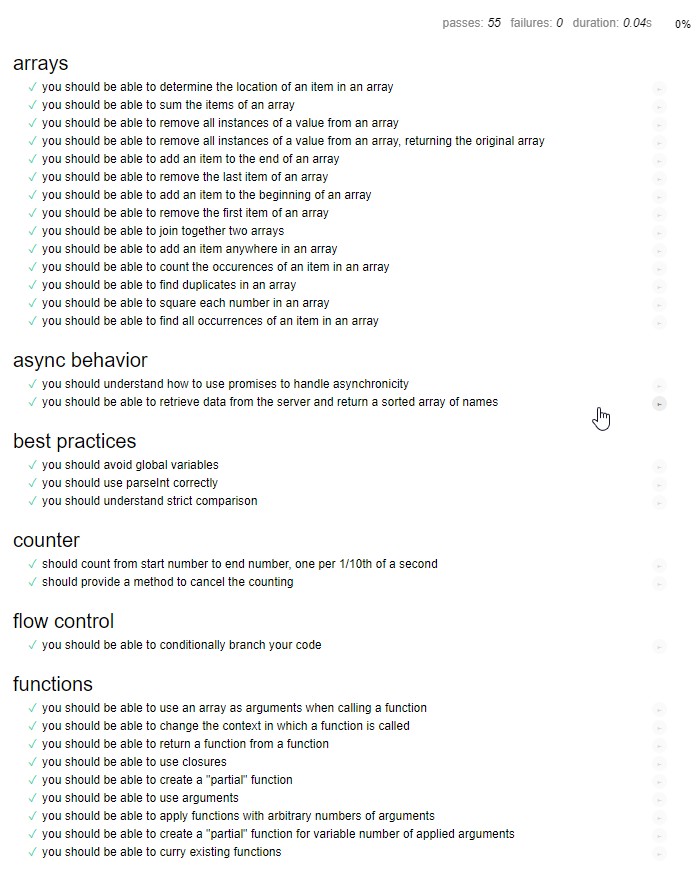 passes: 55 failures: 0 duration: 0.04s 0%
arrays
✓ you should be able to determine the location of an item in an array
✓ you should be able to sum the items of an array
✓ you should be able to remove all instances of a value from an array
✓ you should be able to remove all instances of a value from an array, returning the original array
✓ you should be able to add an item to the end of an array
✓ you should be able to remove the last item of an array
✓ you should be able to add an item to the beginning of an array
✓ you should be able to remove the first item of an array
✓ you should be able to join together two arrays
✓ you should be able to add an item anywhere in an array
✓ you should be able to count the occurences of an item in an array
✓ you should be able to find duplicates in an array
✓ you should be able to square each number in an array
✓ you should be able to find all occurrences of an item in an array
async behavior
✓ you should understand how to use promises to handle asynchronicity
✓ you should be able to retrieve data from the server and return a sorted array of names
best practices
✓ you should avoid global variables
✓ you should use parseInt correctly
✓ you should understand strict comparison
counter
✓ should count from start number to end number, one per 1/10th of a second
✓ should provide a method to cancel the counting
flow control
✓ you should be able to conditionally branch your code
functions
✓ you should be able to use an array as arguments when calling a function
✓ you should be able to change the context in which a function is called
✓ you should be able to return a function from a function
✓ you should be able to use closures
✓ you should be able to create a "partial" function
✓ you should be able to use arguments
✓ you should be able to apply functions with arbitrary numbers of arguments
✓ you should be able to create a "partial" function for variable number of applied arguments
✓ you should be able to curry existing functions